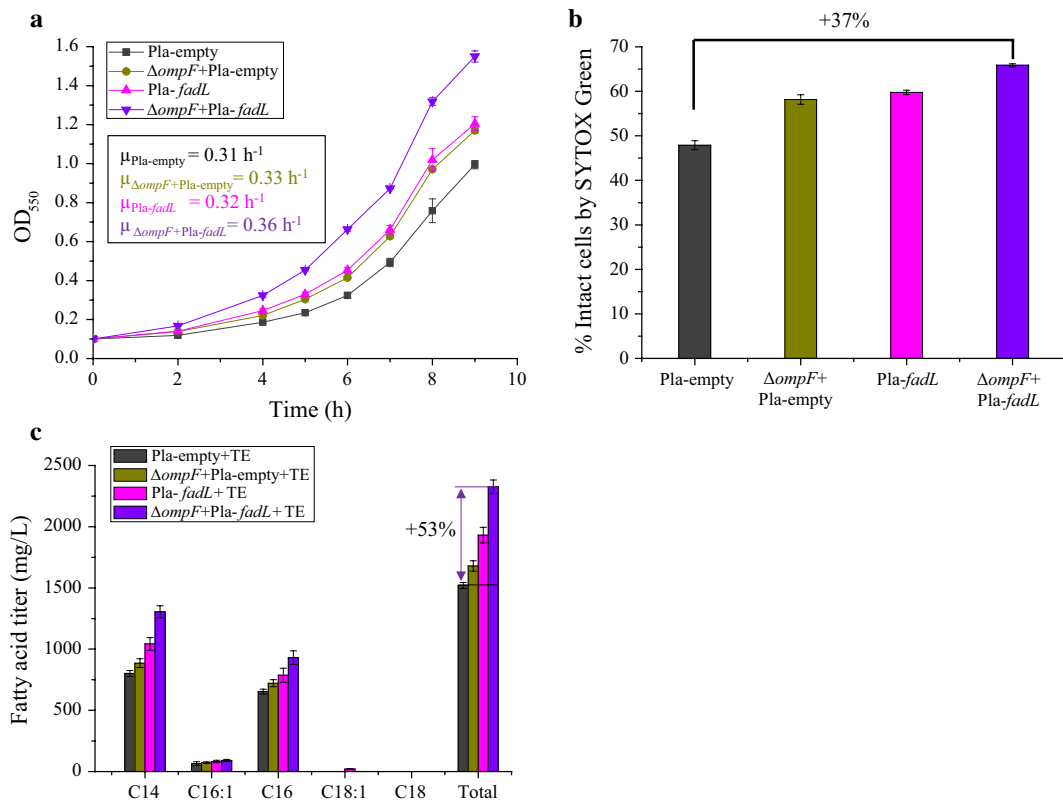 a
Pla-empty
ΔompF+Pla-empty
Pla-fadL
ΔompF+Pla-fadL
μPla-empty = 0.31 h-1
μΔompF+Pla-empty = 0.33 h-1
μPla-fadL = 0.32 h-1
μΔompF+Pla-fadL = 0.36 h-1
OD550
1.6
1.4
1.2
1.0
0.8
0.6
0.4
0.2
0.0
0 2 4 6 8 10
Time (h)
b
+37%
% Intact cells by SYTOX Green
70
60
50
40
30
20
10
0
Pla-empty
ΔompF+
Pla-empty
Pla-fadL
ΔompF+
Pla-fadL
c
Pla-empty+TE
ΔompF+Pla-empty+TE
Pla-fadL+TE
ΔompF+Pla-fadL+TE
+53%
Fatty acid titer (mg/L)
2500
2000
1500
1000
500
0
C14 C16:1 C16 C18:1 C18 Total